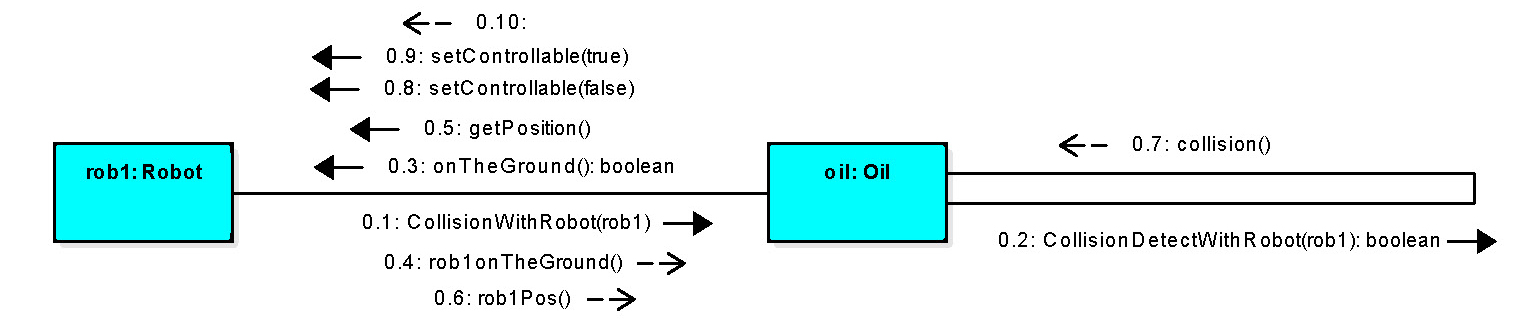 0.10:
0.9: setControllable(true)
0.8: setControllable(false)
0.5: getPosition()
0.7: collision()
rob1: Robot
0.3: onTheGround(): boolean
oil: Oil
0.1: CollisionWithRobot(rob1)
0.2: CollisionDetectWithRobot(rob1): boolean
0.4: rob1onTheGround()
0.6: rob1Pos()